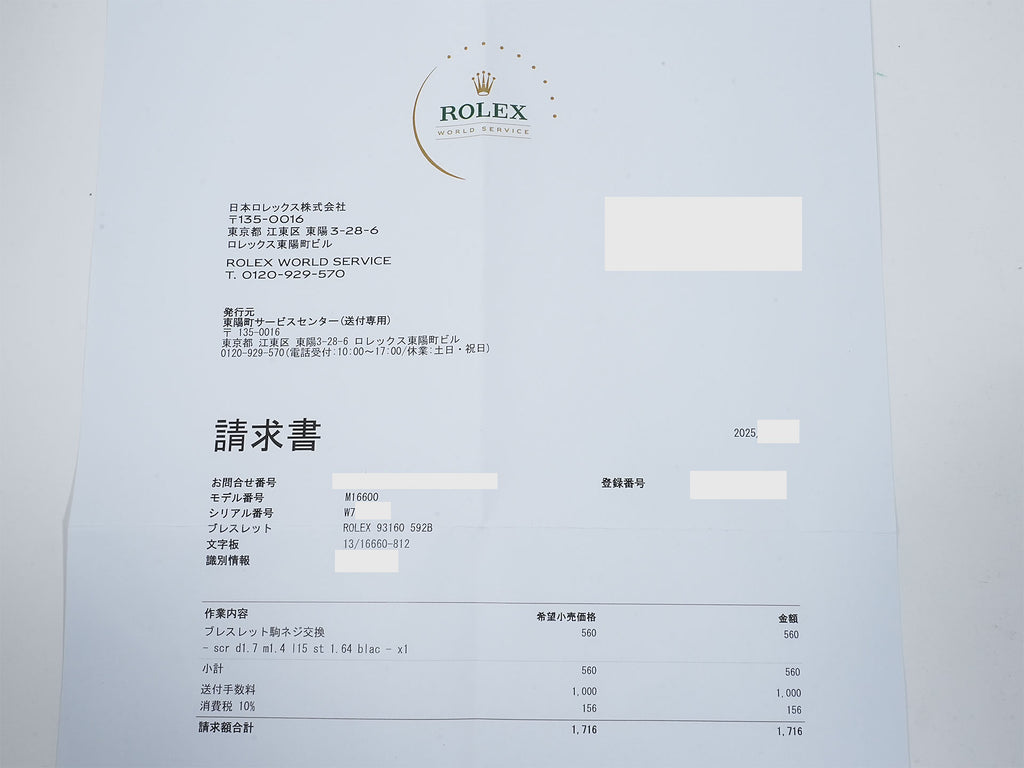 ROLEX
WORLD SERVICE
日本ロレックス株式会社
〒135-0016
東京都 江東区 東陽3-28-6
ロレックス東陽町ビル
ROLEX WORLD SERVICE
T. 0120-929-570
発行元
東陽町サービスセンター(送付専用)
〒 135-0016
東京都 江東区 東陽3-28-6 ロレックス東陽町ビル
0120-929-570(電話受付:10:00～17:00/休業:土日・祝日)
請求書
2025,
お問合せ番号 登録番号
モデル番号 M16600
シリアル番号 W7
ブレスレット ROLEX 93160 592B
文字板 13/16660-812
識別情報
作業内容 希望小売価格 金額
ブレスレット駒ネジ交換 560 560
- scr d1.7 m1.4 l15 st 1.64 blac - x1
小計 560 560
送付手数料 1,000 1,000
消費税 10% 156 156
請求額合計 1,716 1,716